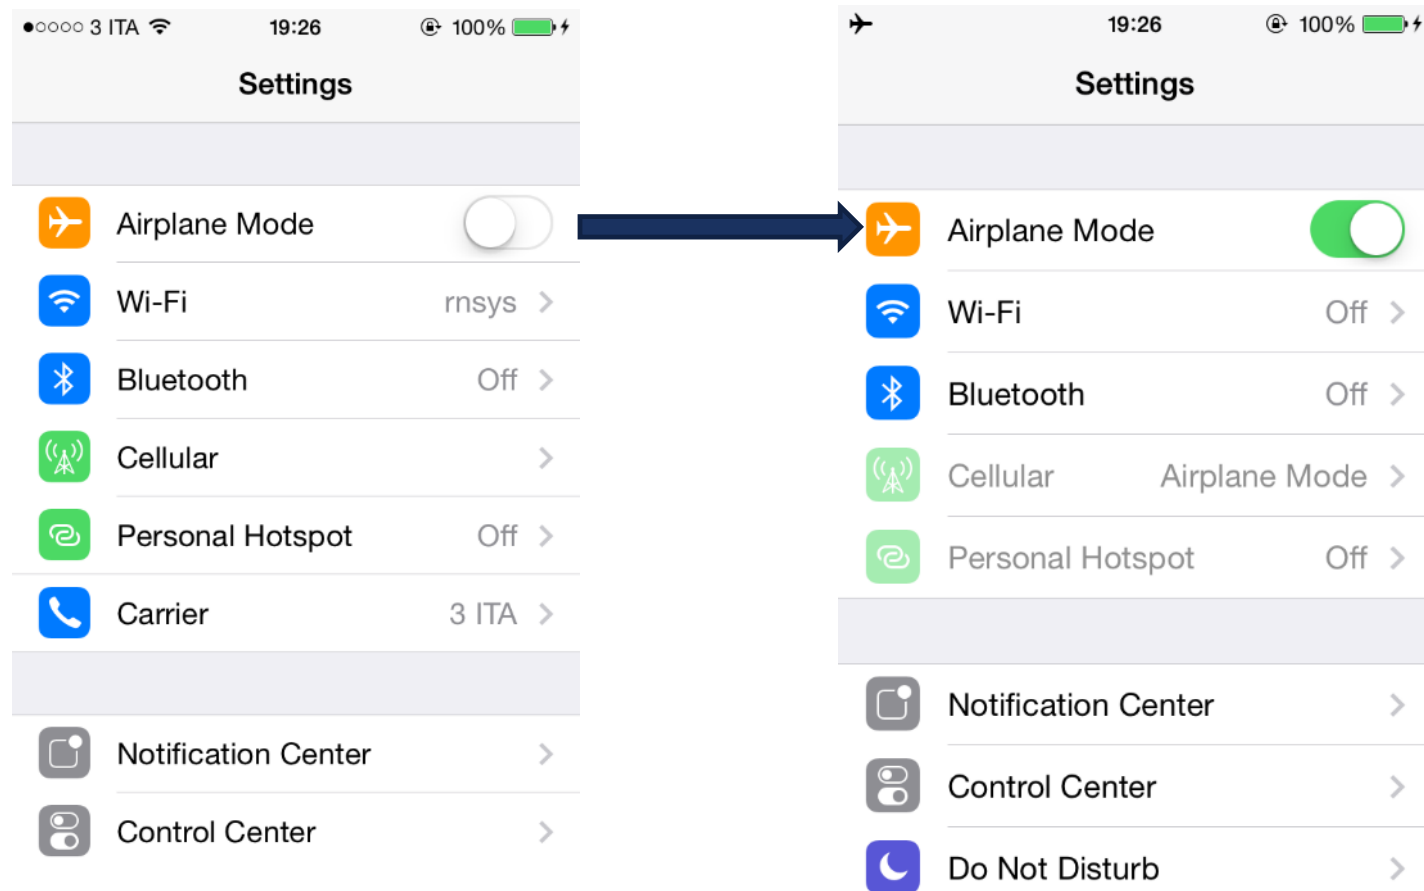 3 ITA 19:26 100%
Settings
Airplane Mode
Wi-Fi rnsys
Bluetooth Off
Cellular
Personal Hotspot Off
Carrier 3 ITA
Notification Center
Control Center
19:26 100%
Settings
Airplane Mode
Wi-Fi Off
Bluetooth Off
Cellular Airplane Mode
Personal Hotspot Off
Notification Center
Control Center
Do Not Disturb